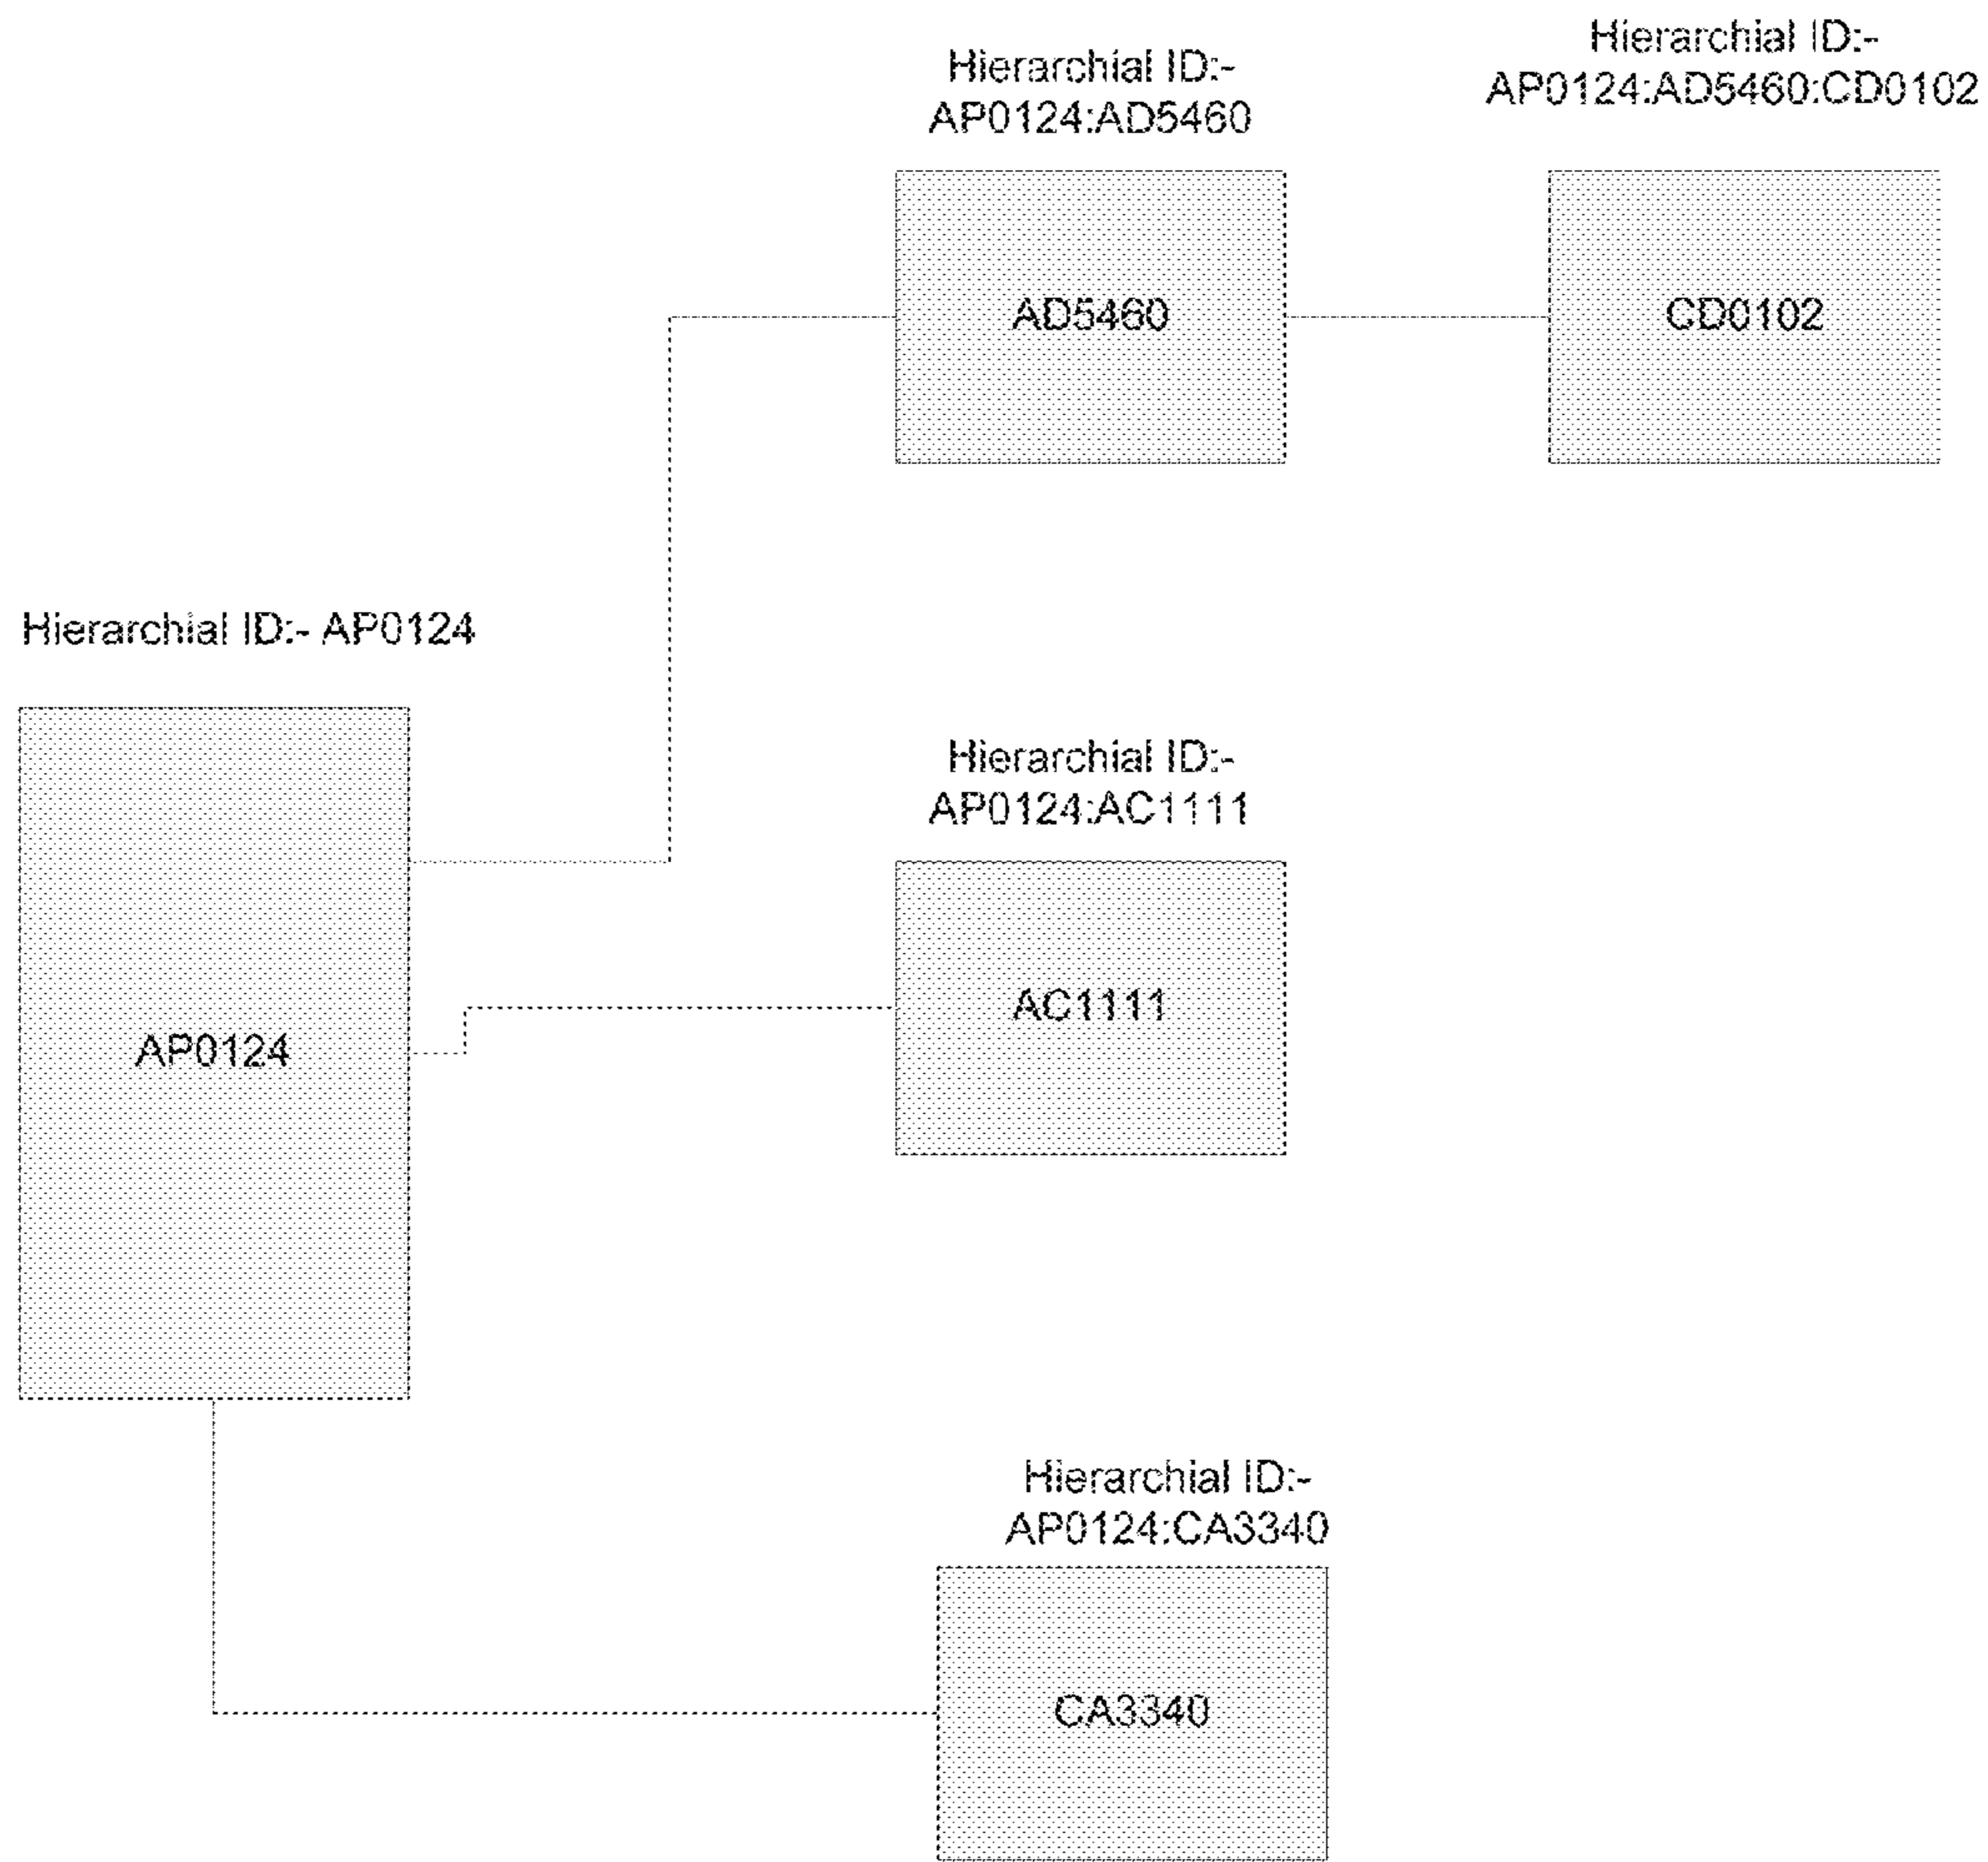 Hierarchial ID:-
AP0124:AD5460:CD0102
Hierarchial ID:-
AP0124:AD5460
AD5460
CD0102
Hierarchial ID:- AP0124
Hierarchial ID:-
AP0124:AC1111
AC1111
AP0124
Hierarchial ID:-
AP0124:CA3340
CA3340